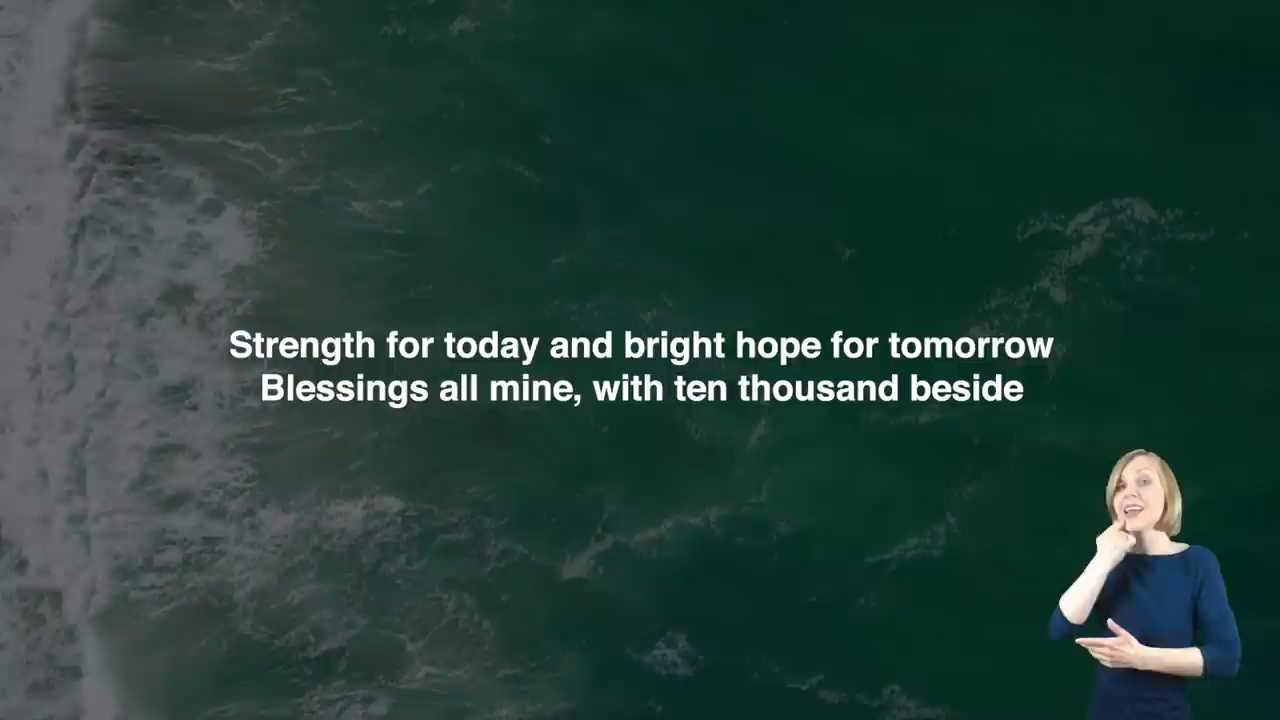 Strength for today and bright hope for tomorrow
Blessings all mine, with ten thousand beside